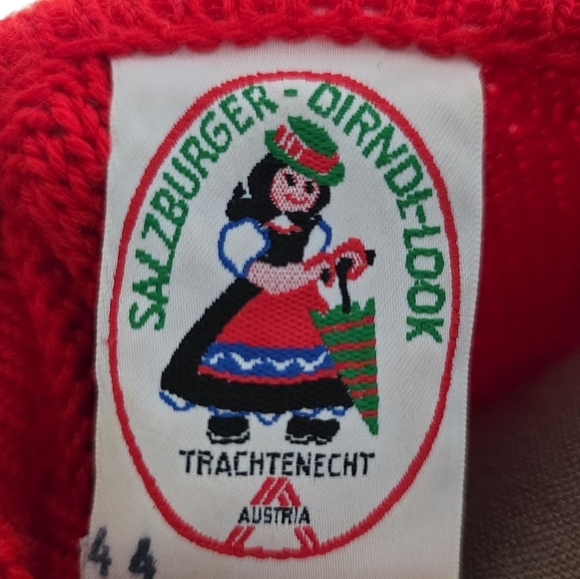 SALZBURGER-DIRNDL-LOOK
TRACHTENECHT
AUSTRIA
44